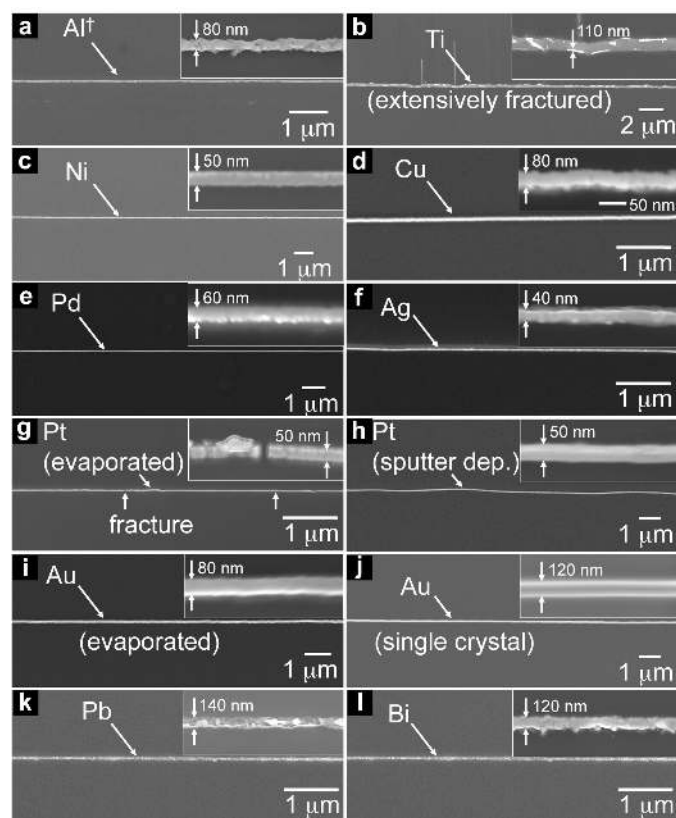 a
80 nm
Al†
1 μm
b
110 nm
Ti
(extensively fractured)
2 μm
c
50 nm
Ni
1 μm
d
80 nm
Cu
50 nm
1 μm
e
60 nm
Pd
1 μm
f
40 nm
Ag
1 μm
g
Pt
(evaporated)
50 nm
fracture
1 μm
h
Pt
(sputter dep.)
50 nm
1 μm
i
80 nm
Au
(evaporated)
1 μm
j
120 nm
Au
(single crystal)
1 μm
k
140 nm
Pb
1 μm
l
120 nm
Bi
1 μm